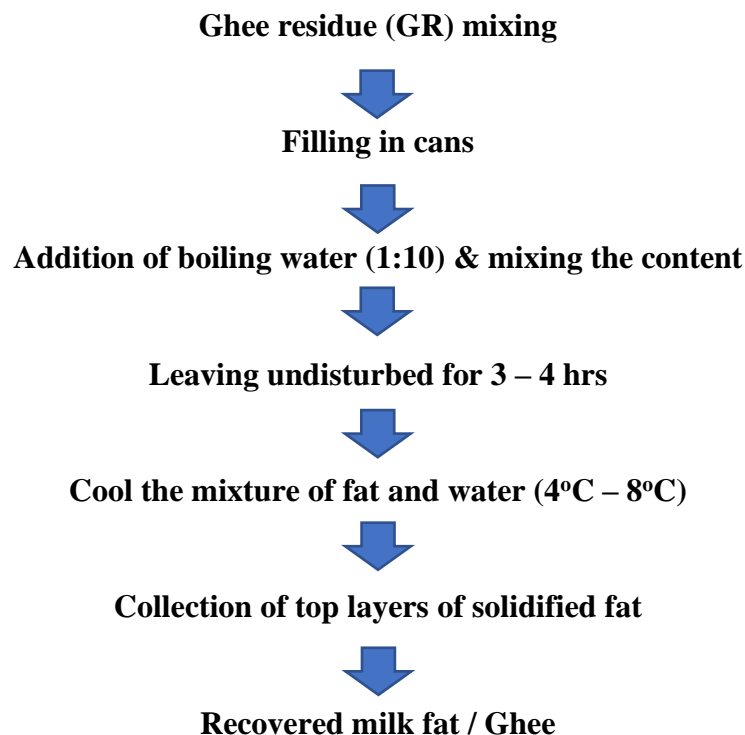 Ghee residue (GR) mixing
Filling in cans
Addition of boiling water (1:10) & mixing the content
Leaving undisturbed for 3 – 4 hrs
Cool the mixture of fat and water (4°C – 8°C)
Collection of top layers of solidified fat
Recovered milk fat / Ghee